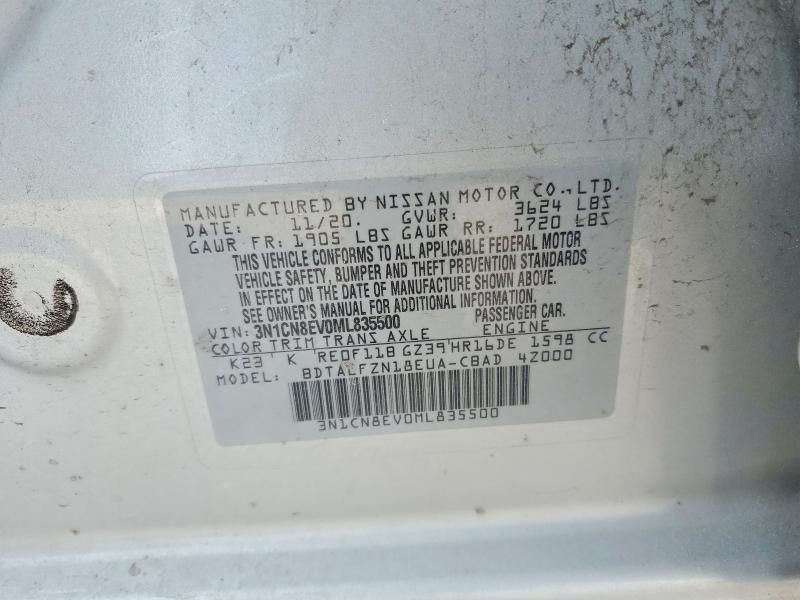 MANUFACTURED BY NISSAN MOTOR CO., LTD.
DATE: 11/20. GVWR: 3624 LBS
GAWR FR: 1905 LBS GAWR RR: 1720 LBS
THIS VEHICLE CONFORMS TO ALL APPLICABLE FEDERAL MOTOR
VEHICLE SAFETY, BUMPER AND THEFT PREVENTION STANDARDS
IN EFFECT ON THE DATE OF MANUFACTURE SHOWN ABOVE.
SEE OWNER'S MANUAL FOR ADDITIONAL INFORMATION.
VIN: 3N1CN8EV0ML835500 PASSENGER CAR.
COLOR TRIM TRANS AXLE ENGINE
K23 K RE0F11B GZ39 HR16DE 1598 CC
MODEL: BDTALFZN18EUA-CBAD 4Z000
3N1CN8EV0ML835500